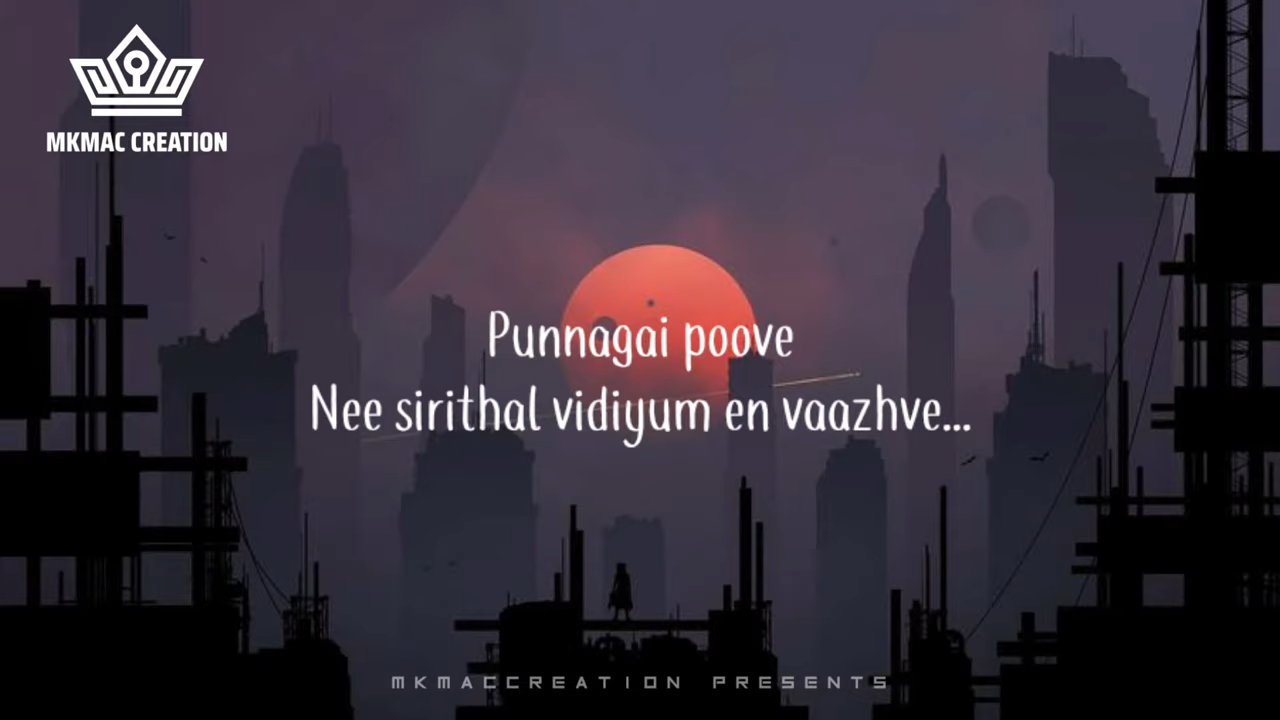 MKMAC CREATION
Punnagai poove
Nee sirithal vidiyum en vaazhve...
MKMACCREATION PRESENTS